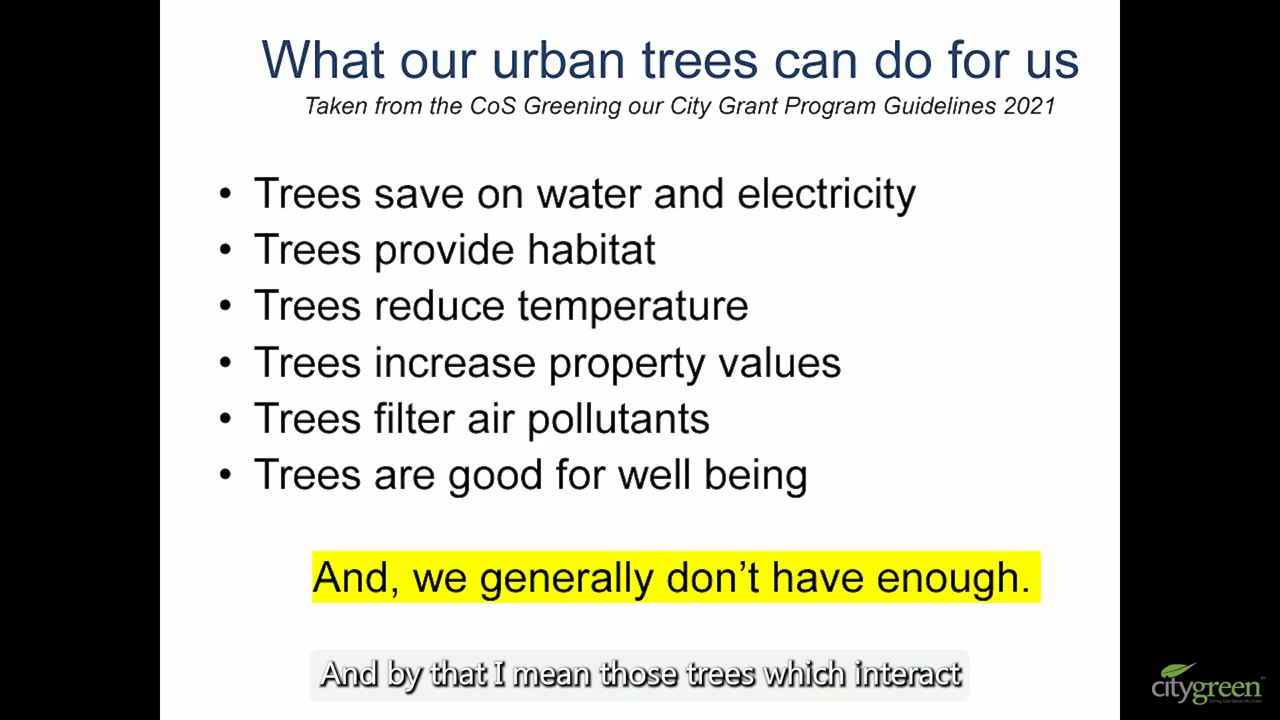 What our urban trees can do for us
Taken from the CoS Greening our City Grant Program Guidelines 2021
• Trees save on water and electricity
• Trees provide habitat
• Trees reduce temperature
• Trees increase property values
• Trees filter air pollutants
• Trees are good for well being
And, we generally don’t have enough.
And by that I mean those trees which interact
citygreen